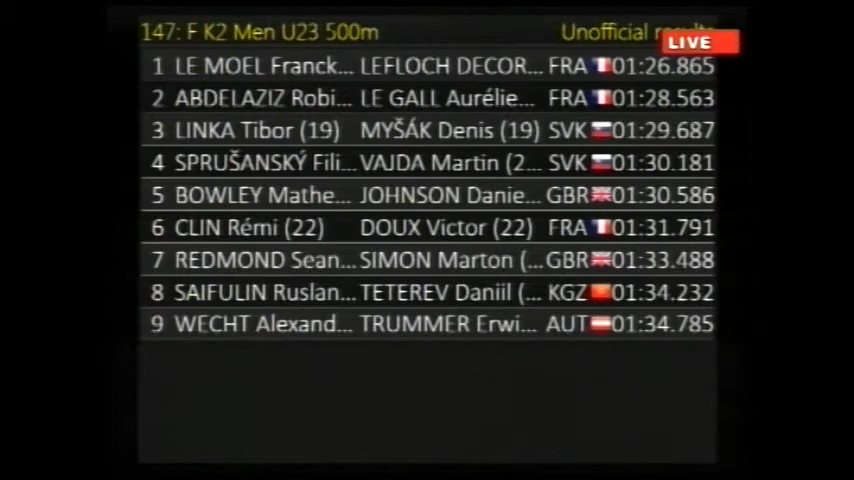 147: F K2 Men U23 500m Unofficial results
LIVE
1 LE MOEL Franck... LEFLOCH DECOR... FRA 01:26.865
2 ABDELAZIZ Robi... LE GALL Aurélie... FRA 01:28.563
3 LINKA Tibor (19) MYŠÁK Denis (19) SVK 01:29.687
4 SPRUŠANSKÝ Fili... VAJDA Martin (2... SVK 01:30.181
5 BOWLEY Mathe... JOHNSON Danie... GBR 01:30.586
6 CLIN Rémi (22) DOUX Victor (22) FRA 01:31.791
7 REDMOND Sean... SIMON Marton (... GBR 01:33.488
8 SAIFULIN Ruslan... TETEREV Daniil (... KGZ 01:34.232
9 WECHT Alexand... TRUMMER Erwi... AUT 01:34.785